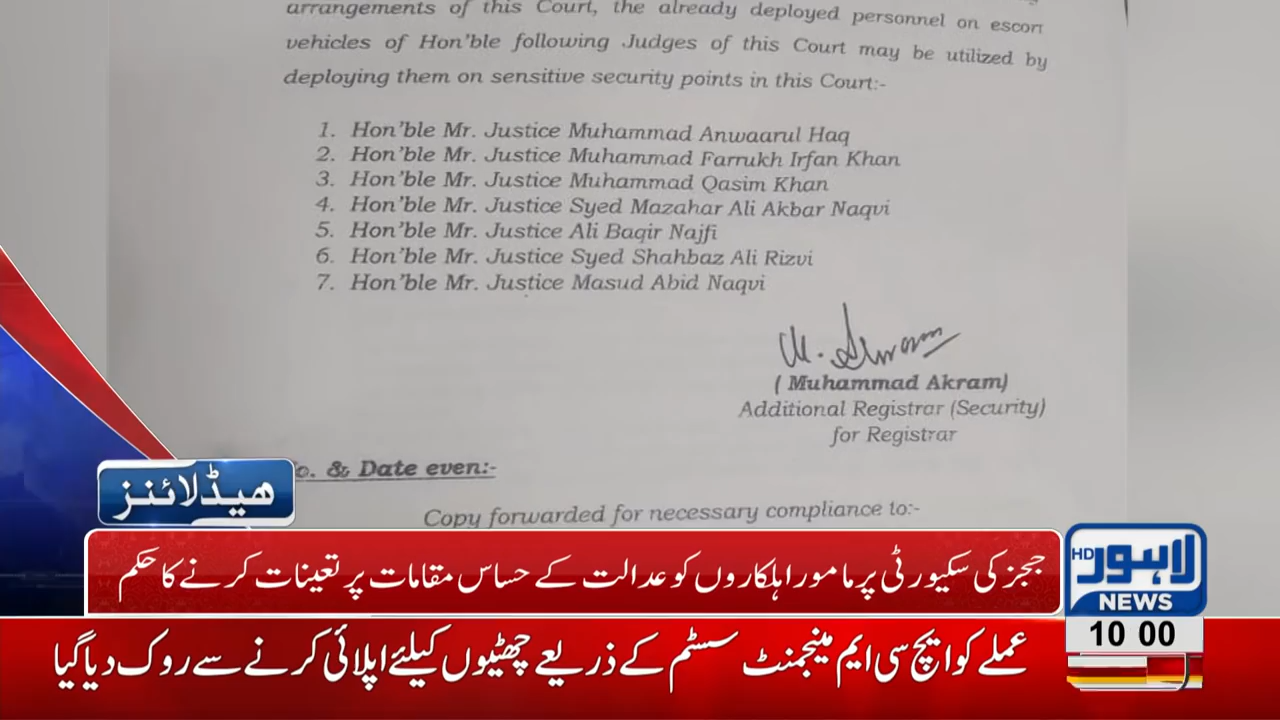 arrangements of this Court, the already deployed personnel on escort
vehicles of Hon'ble following Judges of this Court may be utilized by
deploying them on sensitive security points in this Court:-
1. Hon'ble Mr. Justice Muhammad Anwaarul Haq
2. Hon'ble Mr. Justice Muhammad Farrukh Irfan Khan
3. Hon'ble Mr. Justice Muhammad Qasim Khan
4. Hon'ble Mr. Justice Syed Mazahar Ali Akbar Naqvi
5. Hon'ble Mr. Justice Ali Baqir Najfi
6. Hon'ble Mr. Justice Syed Shahbaz Ali Rizvi
7. Hon'ble Mr. Justice Masud Abid Naqvi
(Muhammad Akram)
Additional Registrar (Security)
for Registrar
& Date even:-
Copy forwarded for necessary compliance to:-
ھیڈلائنز
ججز کی سکیورٹی پر مامور اہلکاروں کو عدالت کے حساس مقامات پر تعینات کرنے کا حکم
لاہور HD
NEWS
10 00
عملے کو ایچ سی ایم مینجمنٹ سسٹم کے ذریعے چھٹیوں کیلئے اپلائی کرنے سے روک دیا گیا